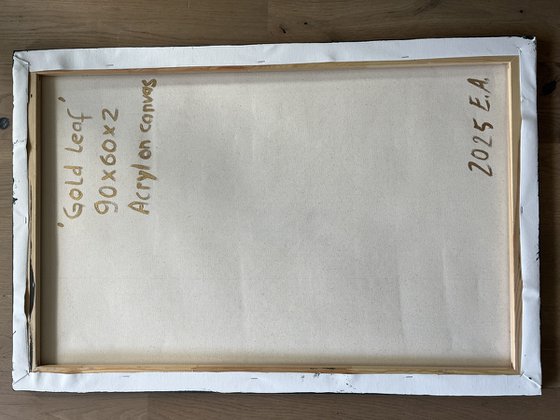 'Gold Leaf'
90x60x2
Acryl on canvas
2025 E.A.